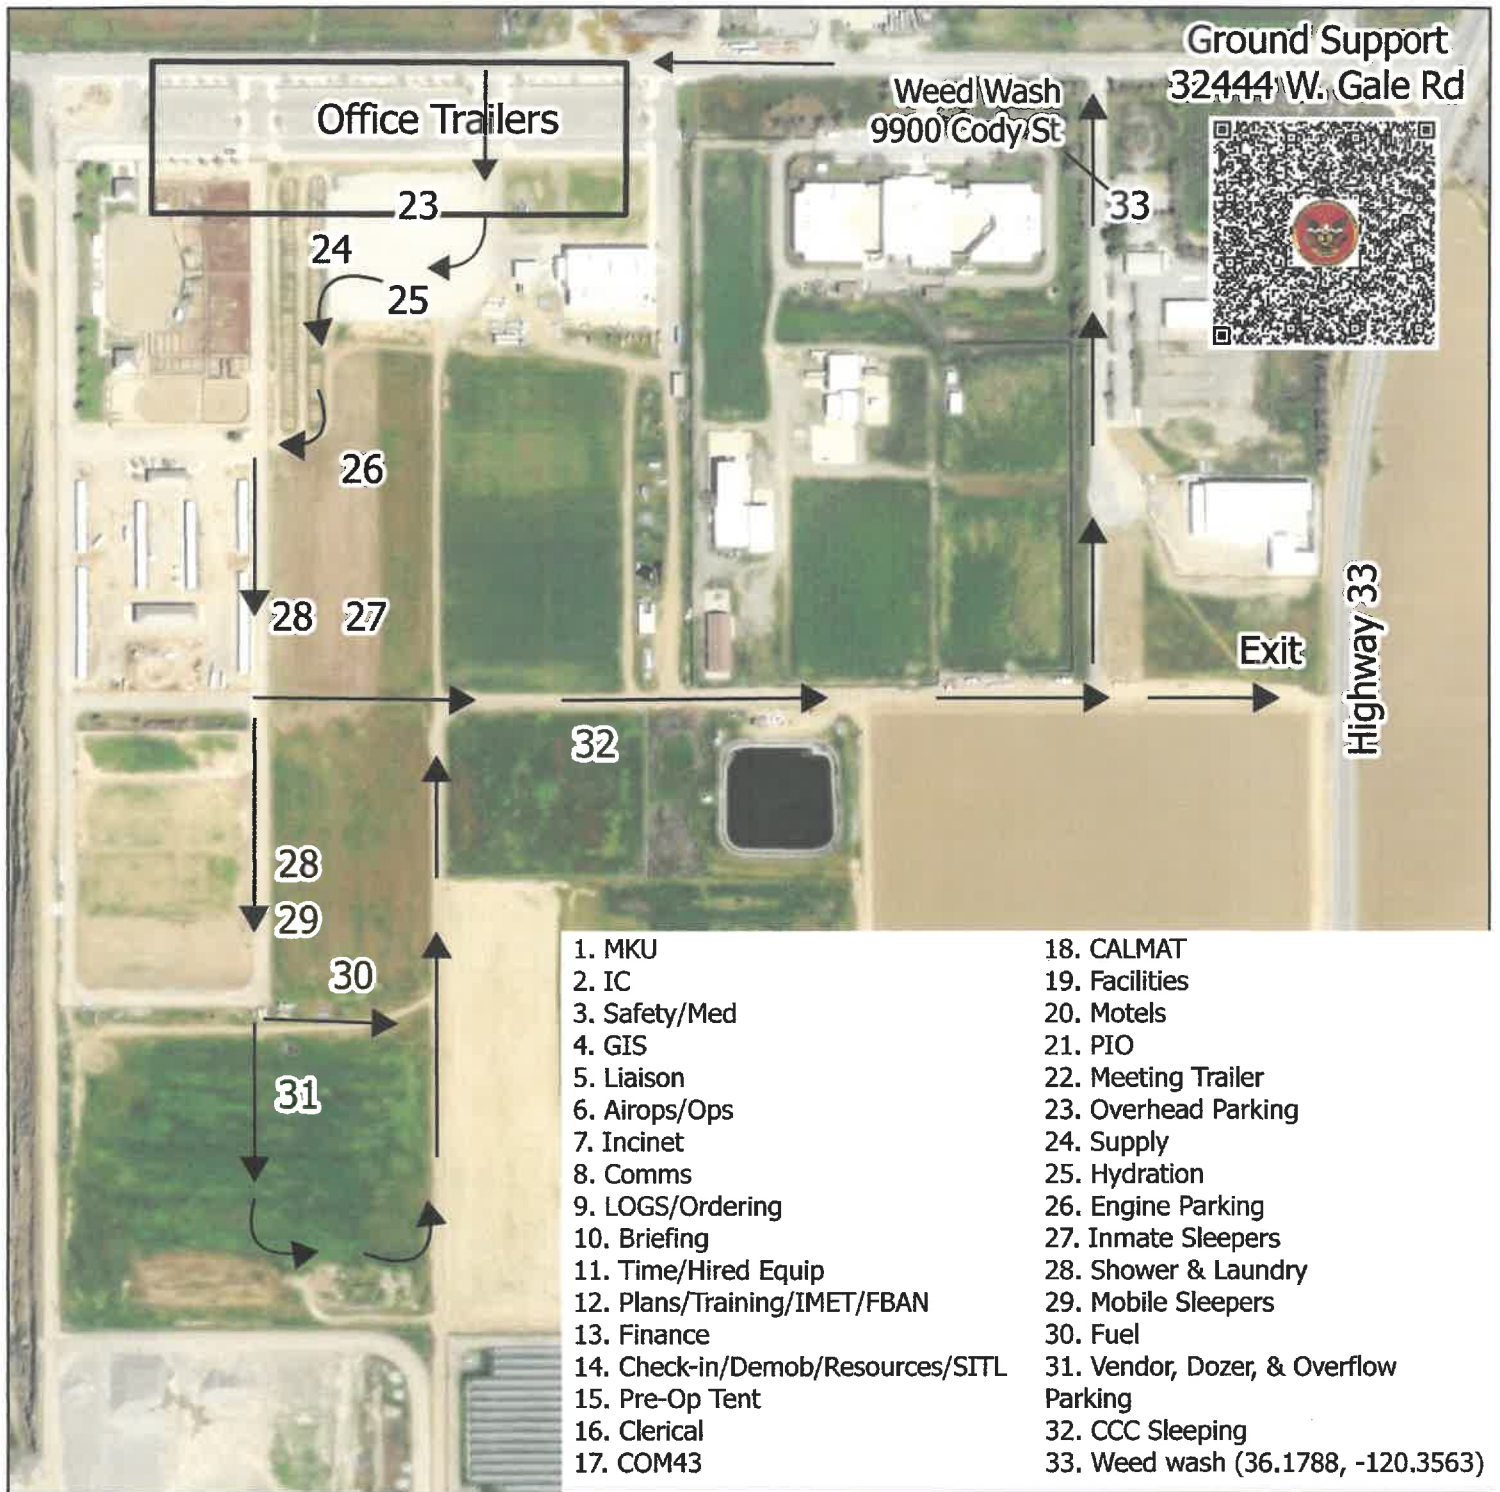 Ground Support
32444 W. Gale Rd
Weed Wash
9900 Cody St
Office Trailers
23
33
24
25
26
28
27
Exit
Highway 33
32
28
29
30
31
1. MKU
2. IC
3. Safety/Med
4. GIS
5. Liaison
6. Airops/Ops
7. Incinet
8. Comms
9. LOGS/Ordering
10. Briefing
11. Time/Hired Equip
12. Plans/Training/IMET/FBAN
13. Finance
14. Check-in/Demob/Resources/SITL
15. Pre-Op Tent
16. Clerical
17. COM43
18. CALMAT
19. Facilities
20. Motels
21. PIO
22. Meeting Trailer
23. Overhead Parking
24. Supply
25. Hydration
26. Engine Parking
27. Inmate Sleepers
28. Shower & Laundry
29. Mobile Sleepers
30. Fuel
31. Vendor, Dozer, & Overflow
Parking
32. CCC Sleeping
33. Weed wash (36.1788, -120.3563)